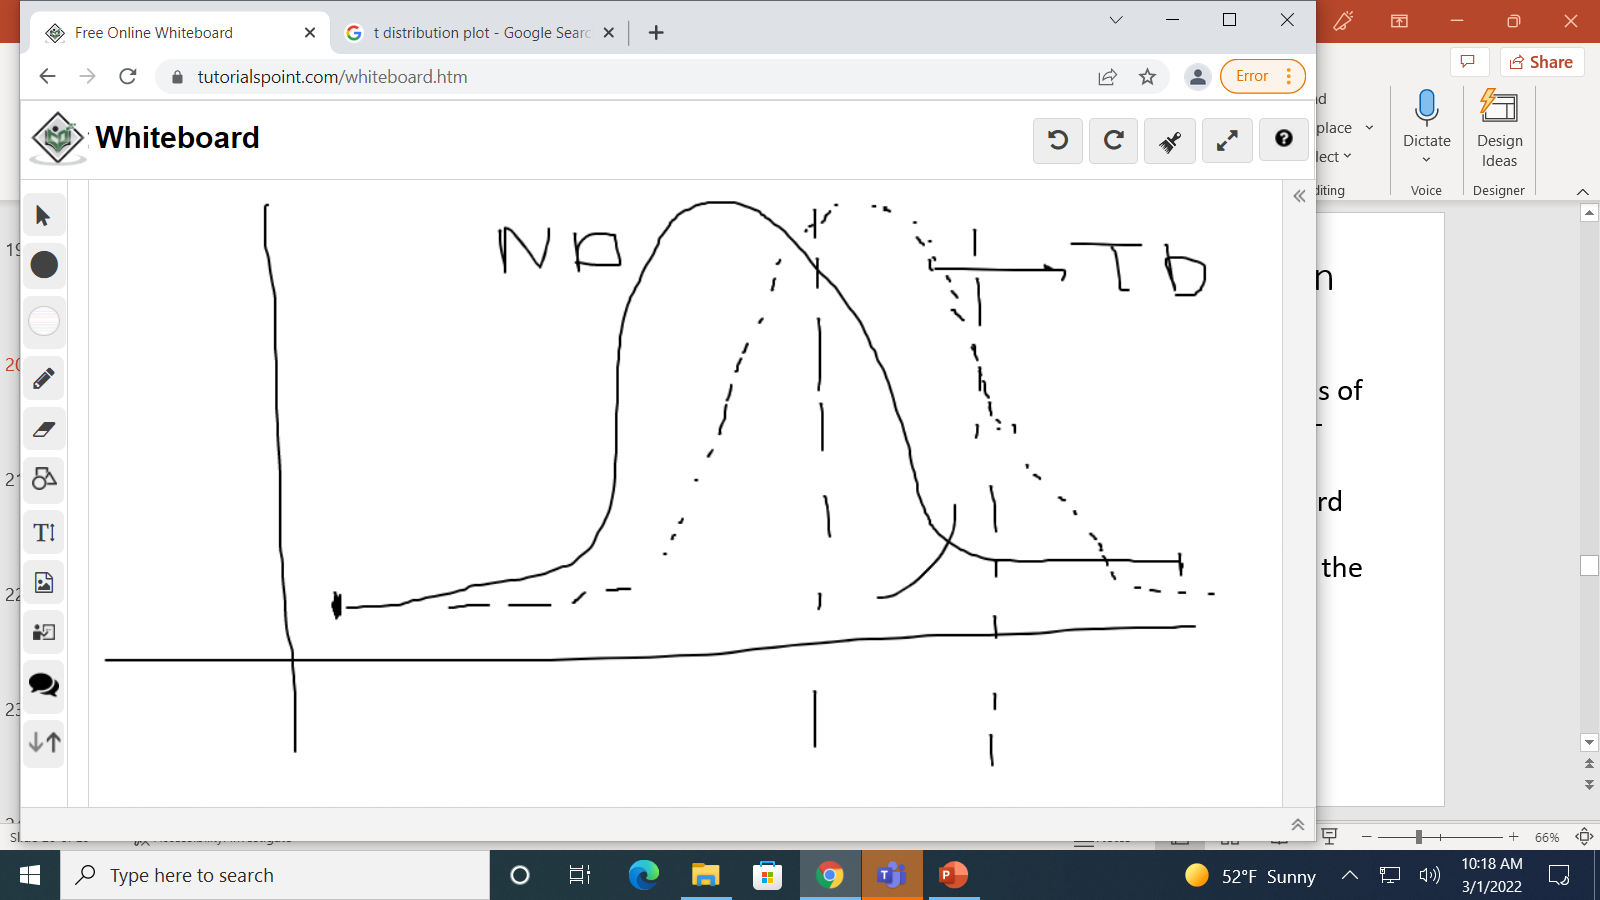 Free Online Whiteboard
t distribution plot - Google Searc
tutorialspoint.com/whiteboard.htm
Error
Share
Whiteboard
place
lect
Dictate
Design
Ideas
diting
Voice
Designer
N D
T D
n
19
20
21
22
23
s of
rd
the
66%
Type here to search
52°F Sunny
10:18 AM
3/1/2022